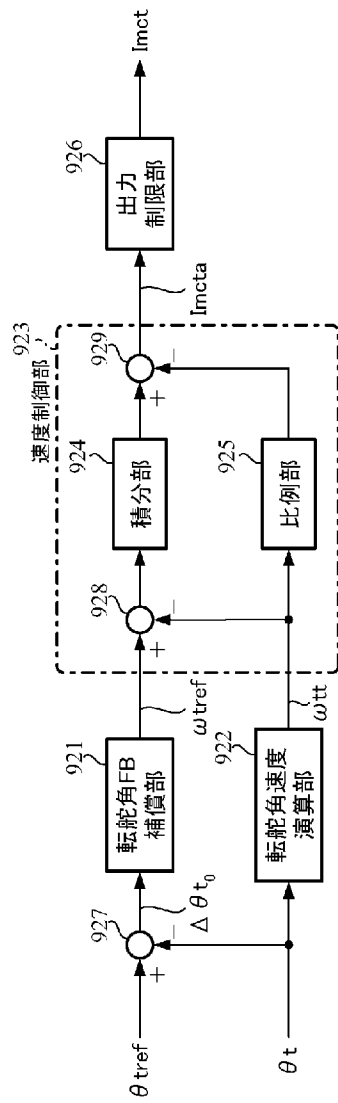 θtref
+
−
927
Δθt₀
921
転舵角FB
補償部
ωtref
速度制御部
923
+
−
928
924
積分部
+
−
929
Imcta
926
出力
制限部
Imct
θt
922
転舵角速度
演算部
ωtt
925
比例部